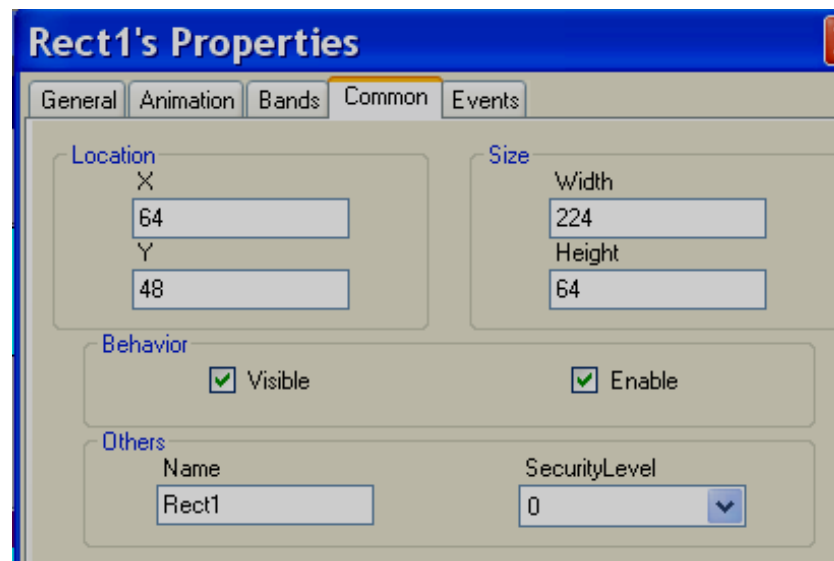 Rect1's Properties
General Animation Bands Common Events
Location Size
X Width
64 224
Y Height
48 64
Behavior
Visible Enable
Others
Name SecurityLevel
Rect1 0